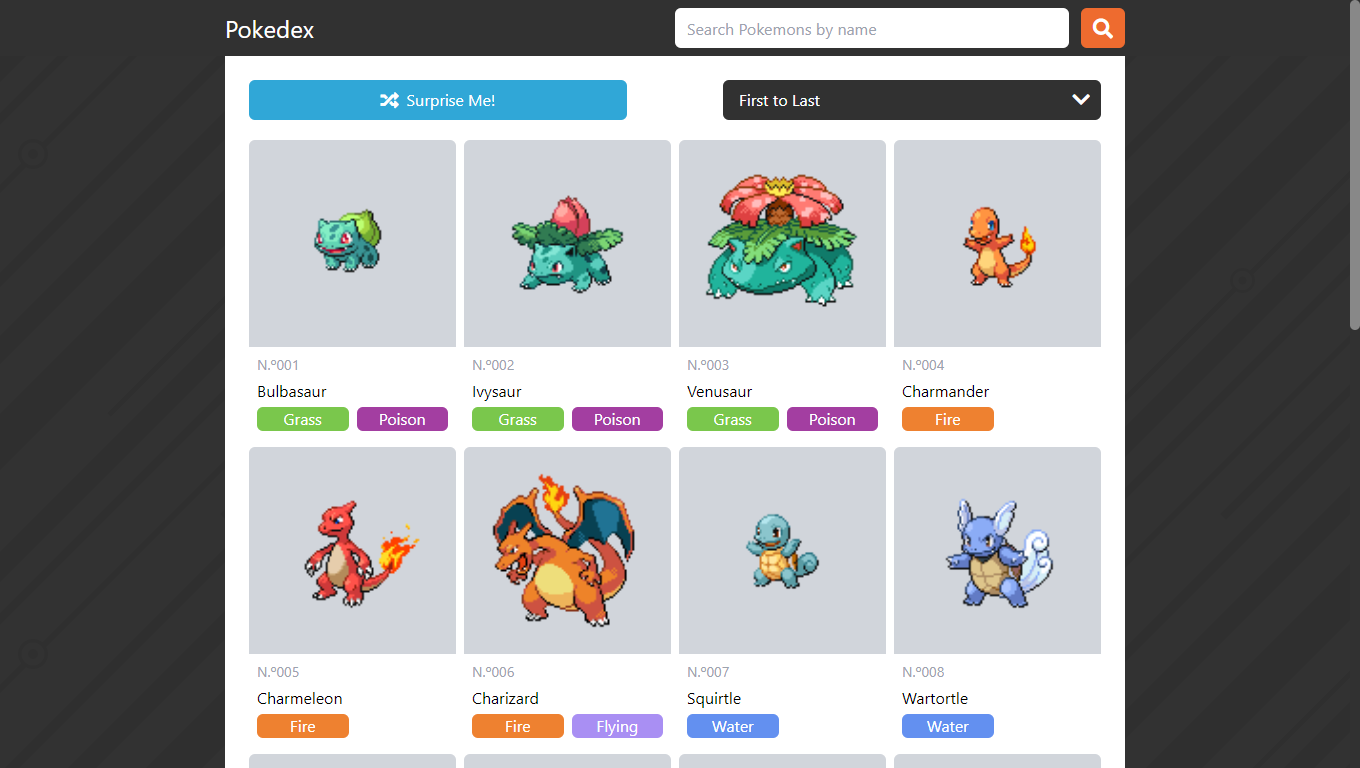 Pokedex
Search Pokemons by name
Surprise Me!
First to Last
N.º001
N.º002
N.º003
N.º004
Bulbasaur
Ivysaur
Venusaur
Charmander
Grass Poison
Grass Poison
Grass Poison
Fire
N.º005
N.º006
N.º007
N.º008
Charmeleon
Charizard
Squirtle
Wartortle
Fire
Fire Flying
Water
Water